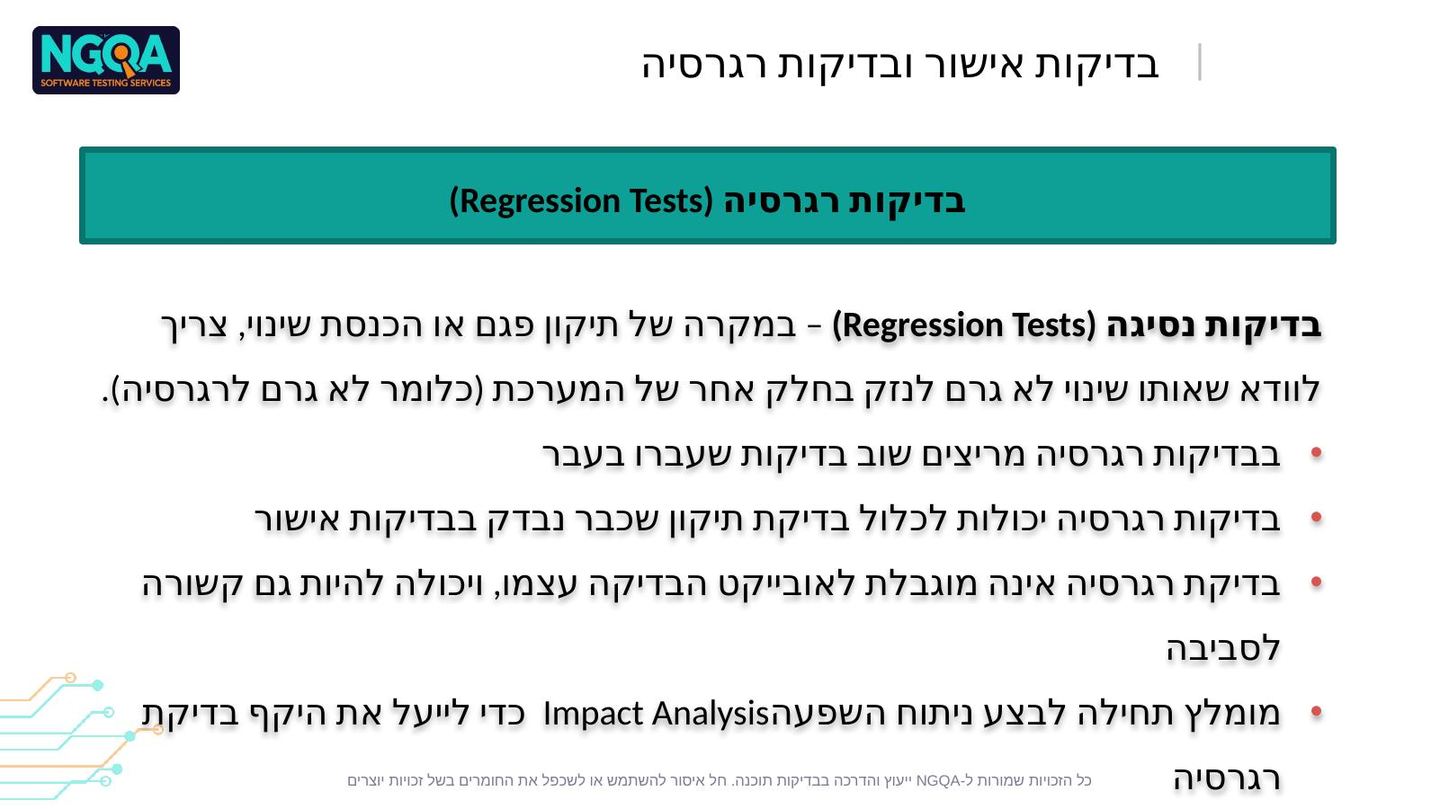 NGQA
SOFTWARE TESTING SERVICES
בדיקות אישור ובדיקות רגרסיה
בדיקות רגרסיה (Regression Tests)
בדיקות נסיגה (Regression Tests) – במקרה של תיקון פגם או הכנסת שינוי, צריך
לוודא שאותו שינוי לא גרם לנזק בחלק אחר של המערכת (כלומר לא גרם לרגרסיה).
• בבדיקות רגרסיה מריצים שוב בדיקות שעברו בעבר
• בדיקות רגרסיה יכולות לכלול בדיקת תיקון שכבר נבדק בבדיקות אישור
• בדיקת רגרסיה אינה מוגבלת לאובייקט הבדיקה עצמו, ויכולה להיות גם קשורה
לסביבה
• מומלץ תחילה לבצע ניתוח השפעהImpact Analysis  כדי לייעל את היקף בדיקת
רגרסיה
כל הזכויות שמורות ל-NGQA ייעוץ והדרכה בבדיקות תוכנה. חל איסור להשתמש או לשכפל את החומרים בשל זכויות יוצרים